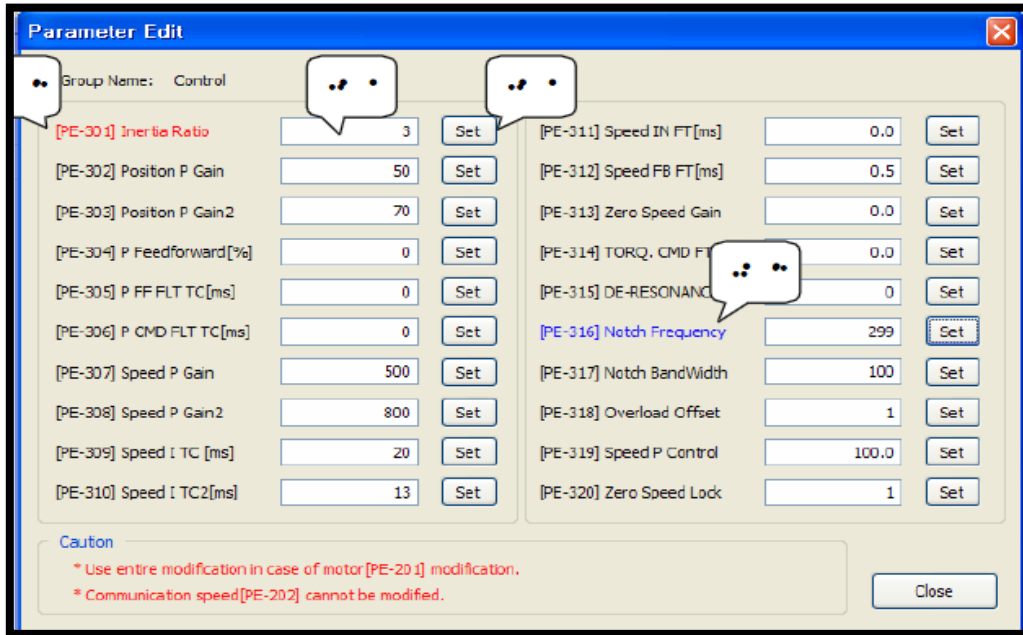 Parameter Edit
Group Name: Control
[PE-301] Inertia Ratio 3 Set
[PE-302] Position P Gain 50 Set
[PE-303] Position P Gain2 70 Set
[PE-304] P Feedforward[%] 0 Set
[PE-305] P FF FLT TC[ms] 0 Set
[PE-306] P CMD FLT TC[ms] 0 Set
[PE-307] Speed P Gain 500 Set
[PE-308] Speed P Gain2 800 Set
[PE-309] Speed I TC [ms] 20 Set
[PE-310] Speed I TC2[ms] 13 Set
[PE-311] Speed IN FT[ms] 0.0 Set
[PE-312] Speed FB FT[ms] 0.5 Set
[PE-313] Zero Speed Gain 0.0 Set
[PE-314] TORQ. CMD FT 0.0 Set
[PE-315] DE-RESONANC 0 Set
[PE-316] Notch Frequency 299 Set
[PE-317] Notch BandWidth 100 Set
[PE-318] Overload Offset 1 Set
[PE-319] Speed P Control 100.0 Set
[PE-320] Zero Speed Lock 1 Set
Caution
* Use entire modification in case of motor[PE-201] modification.
* Communication speed[PE-202] cannot be modifed.
Close